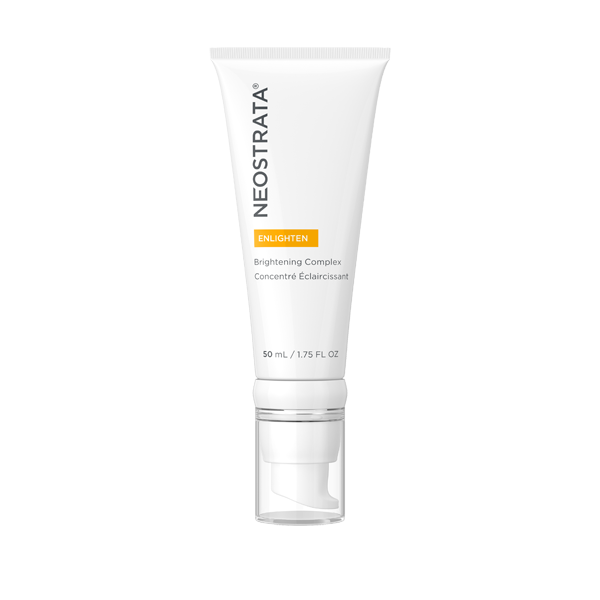 NEOSTRATA®
ENLIGHTEN
Brightening Complex
Concentré Éclaircissant
50 mL / 1.75 FL OZ